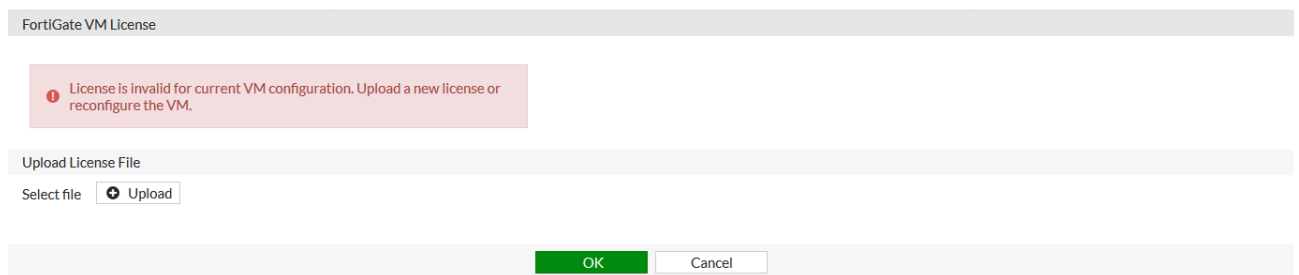 FortiGate VM License
License is invalid for current VM configuration. Upload a new license or
reconfigure the VM.
Upload License File
Select file Upload
OK Cancel